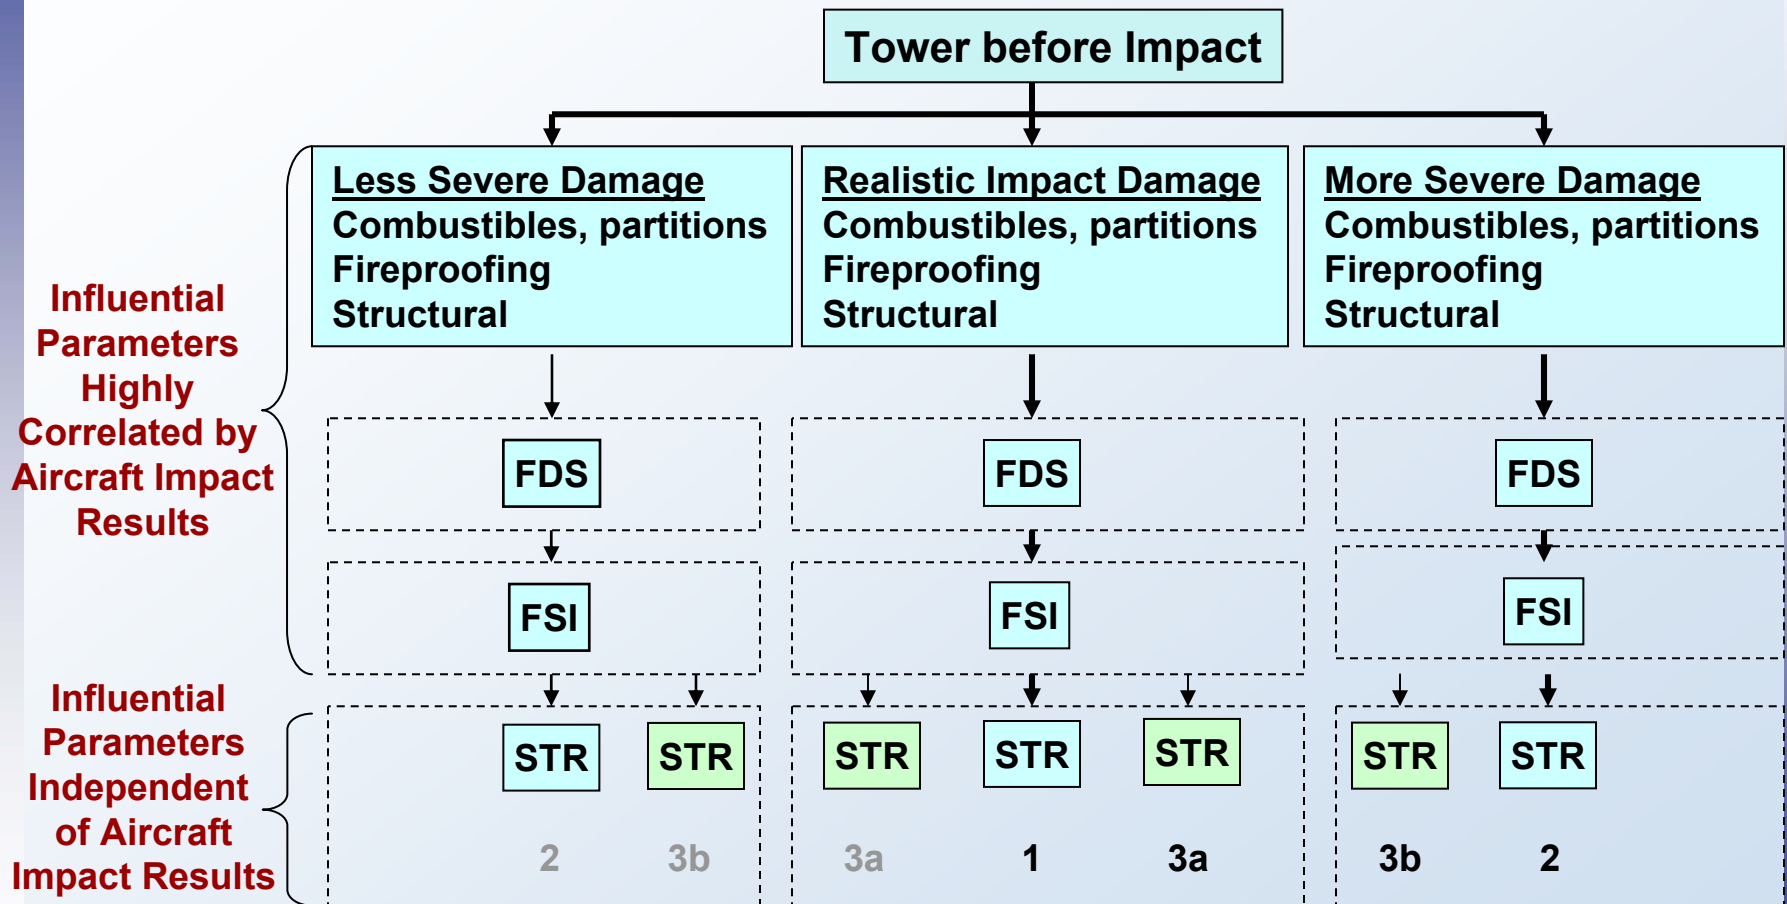 Tower before Impact
Less Severe Damage
Combustibles, partitions
Fireproofing
Structural
Realistic Impact Damage
Combustibles, partitions
Fireproofing
Structural
More Severe Damage
Combustibles, partitions
Fireproofing
Structural
Influential
Parameters
Highly
Correlated by
Aircraft Impact
Results
FDS
FDS
FDS
FSI
FSI
FSI
Influential
Parameters
Independent
of Aircraft
Impact Results
STR
STR
STR
STR
STR
STR
STR
2
3b
3a
1
3a
3b
2